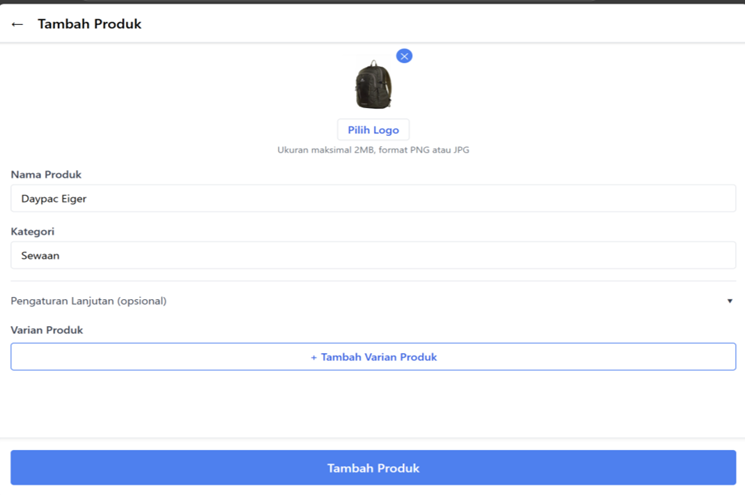 ← Tambah Produk
Pilih Logo
Ukuran maksimal 2MB, format PNG atau JPG
Nama Produk
Daypac Eiger
Kategori
Sewaan
Pengaturan Lanjutan (opsional)
Varian Produk
+ Tambah Varian Produk
Tambah Produk